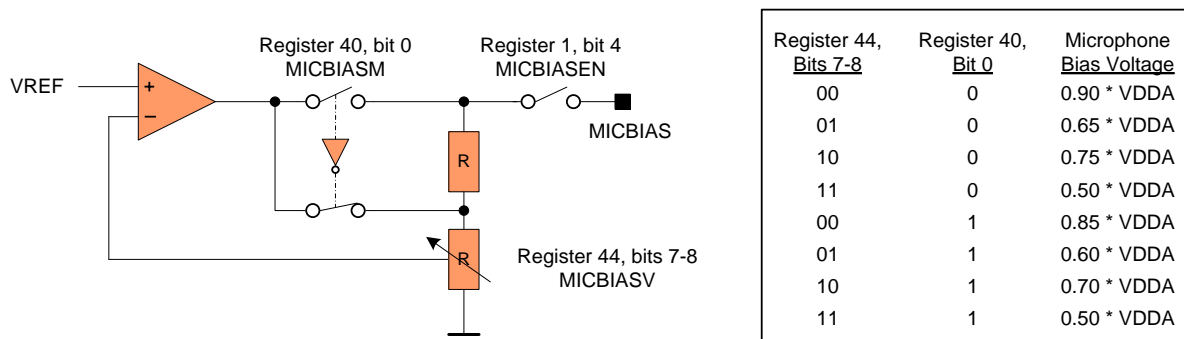 Register 40, bit 0
MICBIASM
Register 1, bit 4
MICBIASEN
VREF
+
−
MICBIAS
R
R
Register 44, bits 7-8
MICBIASV
Register 44, Register 40, Microphone
Bits 7-8 Bit 0 Bias Voltage
00 0 0.90 * VDDA
01 0 0.65 * VDDA
10 0 0.75 * VDDA
11 0 0.50 * VDDA
00 1 0.85 * VDDA
01 1 0.60 * VDDA
10 1 0.70 * VDDA
11 1 0.50 * VDDA